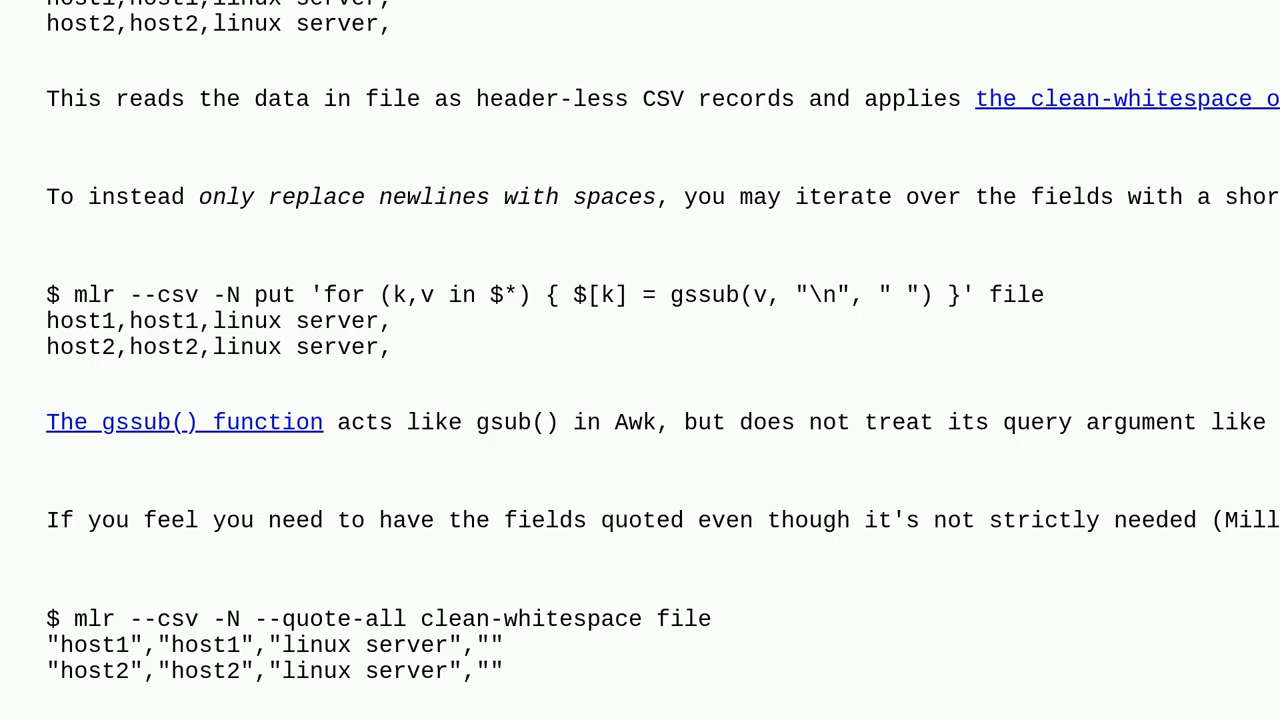 host1,host1,linux server,
host2,host2,linux server,
This reads the data in file as header-less CSV records and applies the clean-whitespace o
To instead only replace newlines with spaces, you may iterate over the fields with a shor
$ mlr --csv -N put 'for (k,v in $*) { $[k] = gssub(v, "\n", " ") }' file
host1,host1,linux server,
host2,host2,linux server,
The gssub() function acts like gsub() in Awk, but does not treat its query argument like
If you feel you need to have the fields quoted even though it's not strictly needed (Mill
$ mlr --csv -N --quote-all clean-whitespace file
"host1","host1","linux server",""
"host2","host2","linux server",""